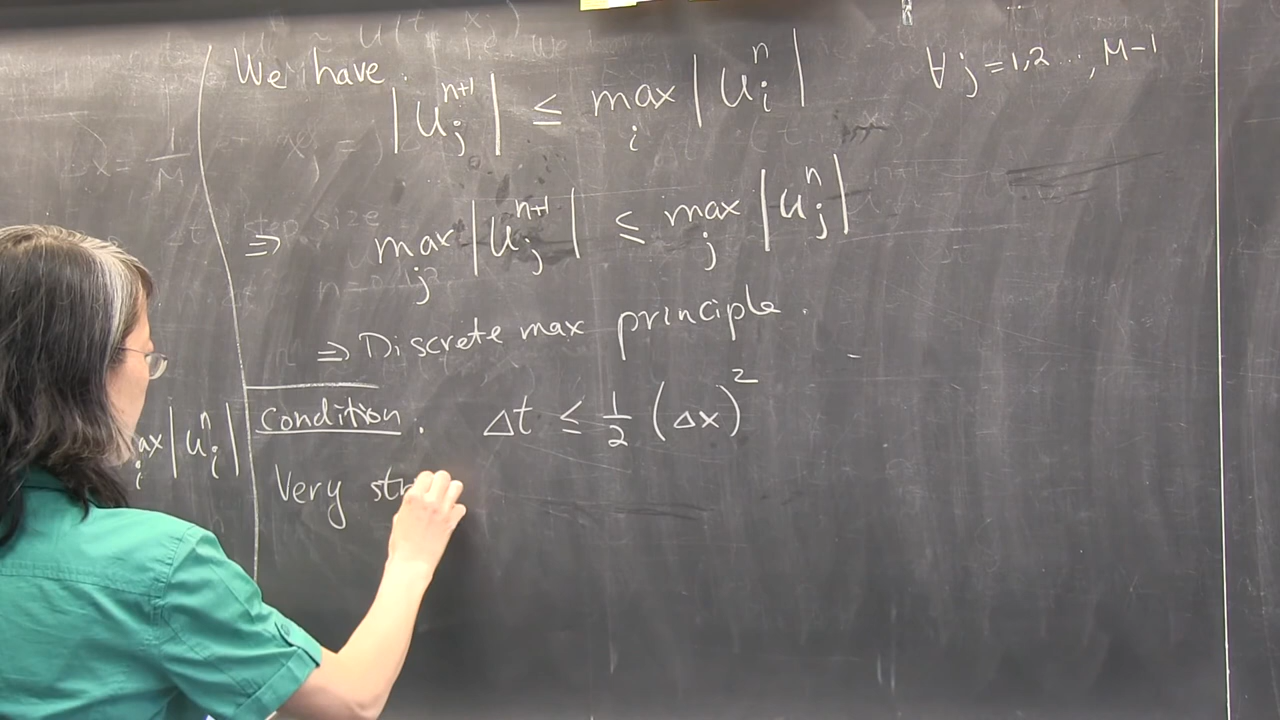 We have .
|u_j^{n+1}| ≤ max_i |u_i^n| ∀ j = 1,2 ..., M-1
⇒ max_j |u_j^{n+1}| ≤ max_j |u_j^n|
⇒ Discrete max principle .
Condition . Δt ≤ 1/2 (Δx)^2
max_i |u_i^n|
Very